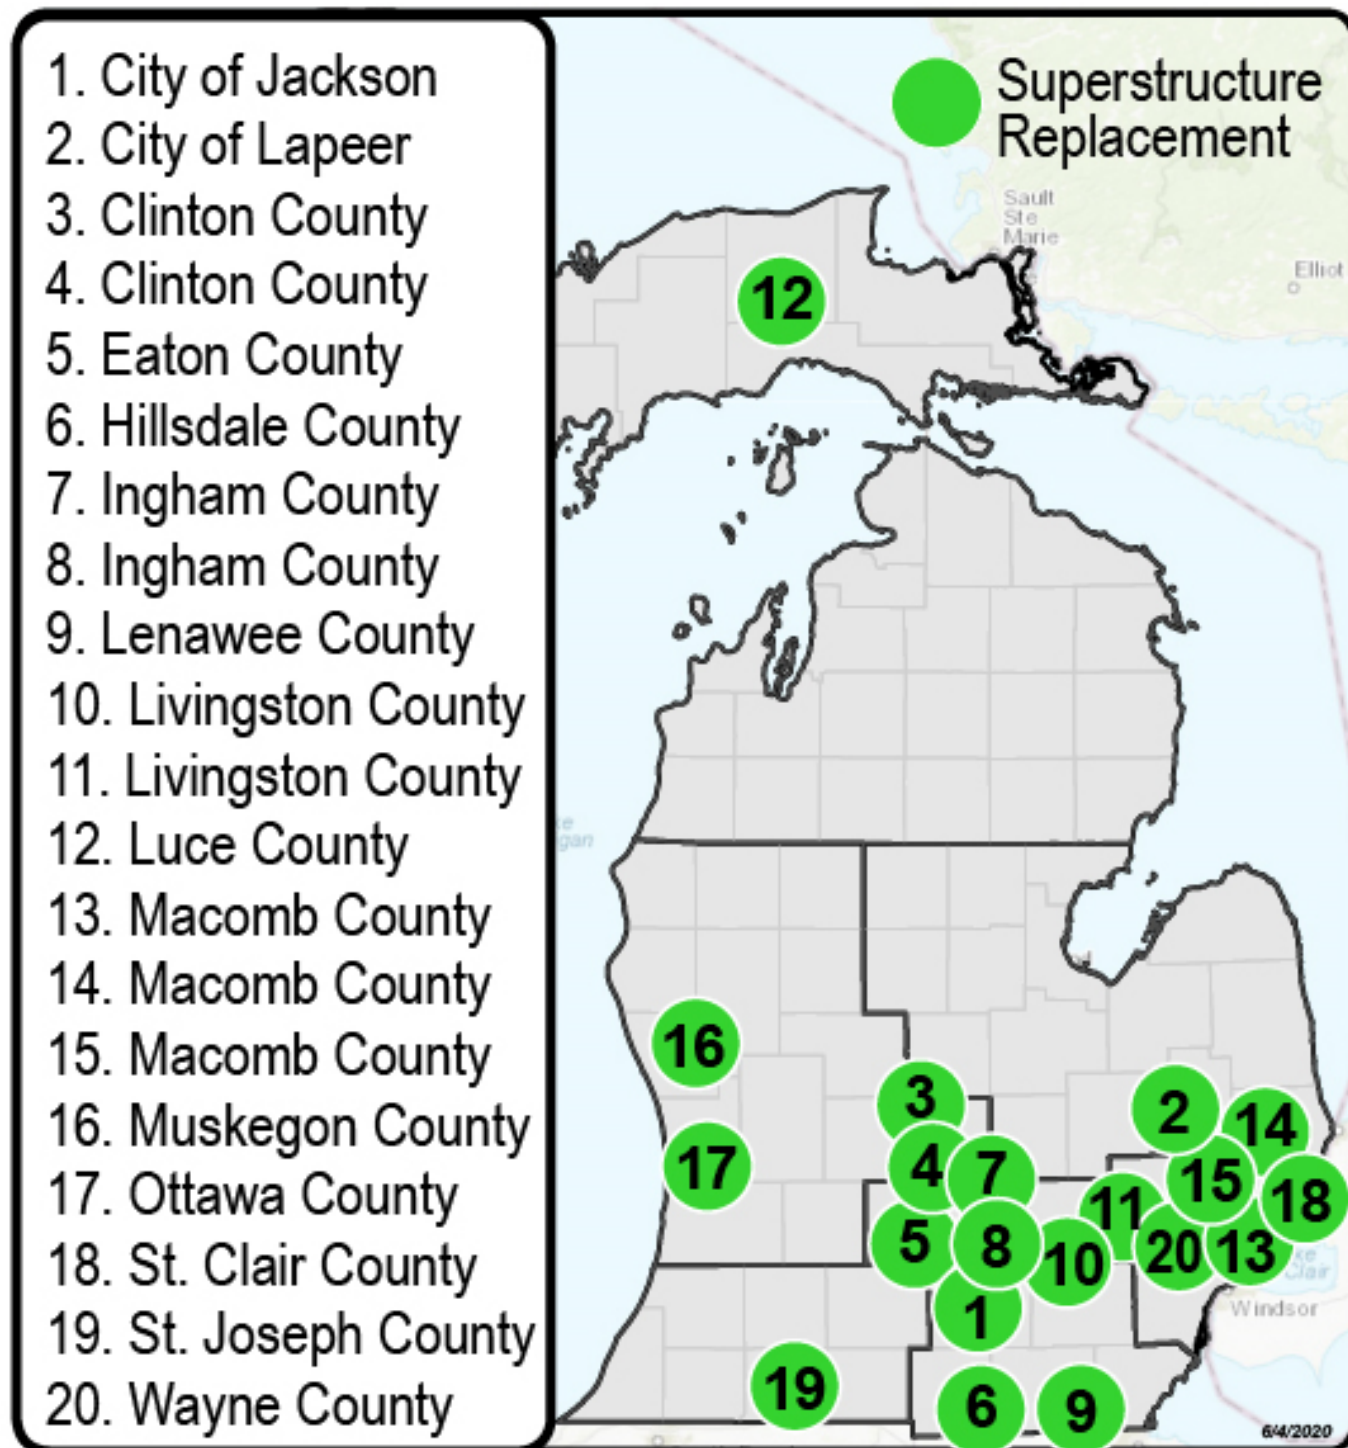 1. City of Jackson
2. City of Lapeer
3. Clinton County
4. Clinton County
5. Eaton County
6. Hillsdale County
7. Ingham County
8. Ingham County
9. Lenawee County
10. Livingston County
11. Livingston County
12. Luce County
13. Macomb County
14. Macomb County
15. Macomb County
16. Muskegon County
17. Ottawa County
18. St. Clair County
19. St. Joseph County
20. Wayne County
Superstructure
Replacement
Sault
Ste
Marie
Elliot
12
16
3
2
14
17
4
7
15
18
11
5
8
10
20
13
1
Windsor
19
6
9
6/4/2020